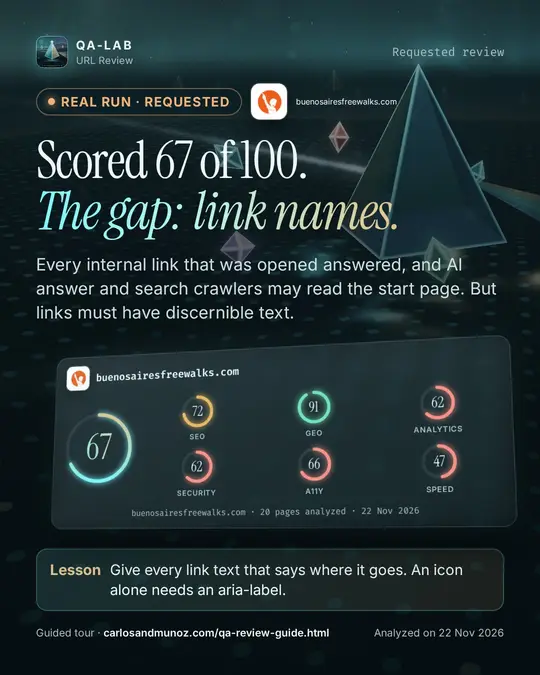 QA-LAB
URL Review
Requested review
REAL RUN · REQUESTED
buenosairesfreewalks.com
Scored 67 of 100.
The gap: link names.
Every internal link that was opened answered, and AI
answer and search crawlers may read the start page. But
links must have discernible text.
buenosairesfreewalks.com
67
72
SEO
91
GEO
62
ANALYTICS
62
SECURITY
66
A11Y
47
SPEED
buenosairesfreewalks.com · 20 pages analyzed · 22 Nov 2026
Lesson Give every link text that says where it goes. An icon
alone needs an aria-label.
Guided tour · carlosandmunoz.com/qa-review-guide.html
Analyzed on 22 Nov 2026